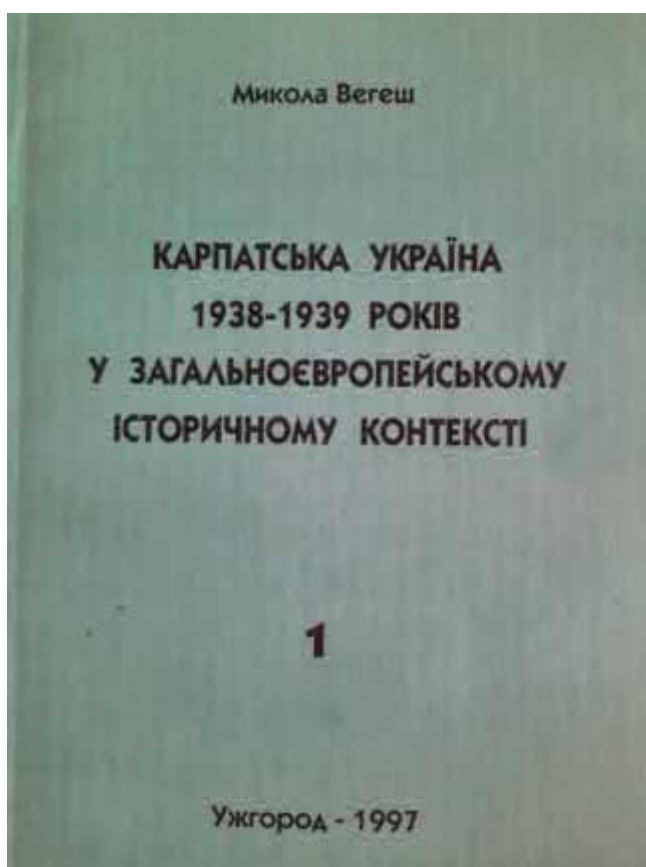 Микола Вегеш
КАРПАТСЬКА УКРАЇНА
1938-1939 РОКІВ
У ЗАГАЛЬНОЄВРОПЕЙСЬКОМУ
ІСТОРИЧНОМУ КОНТЕКСТІ
1
Ужгород - 1997